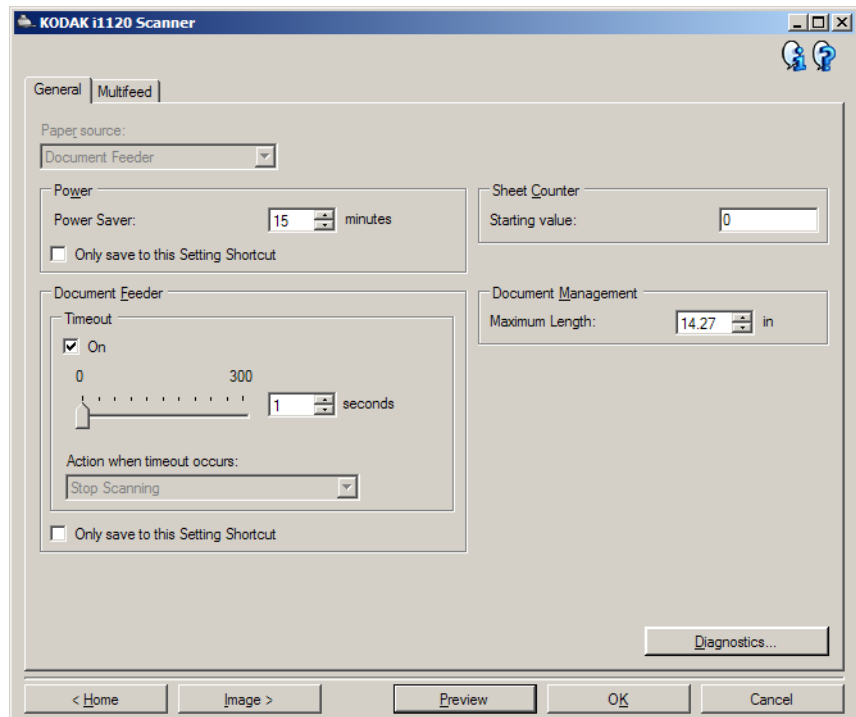 KODAK i1120 Scanner
General
Multifeed
Paper source:
Document Feeder
Power
Power Saver:
15
minutes
Only save to this Setting Shortcut
Sheet Counter
Starting value:
0
Document Feeder
Timeout
On
0
300
1
seconds
Action when timeout occurs:
Stop Scanning
Only save to this Setting Shortcut
Document Management
Maximum Length:
14.27
in
Diagnostics...
< Home
Image >
Preview
OK
Cancel